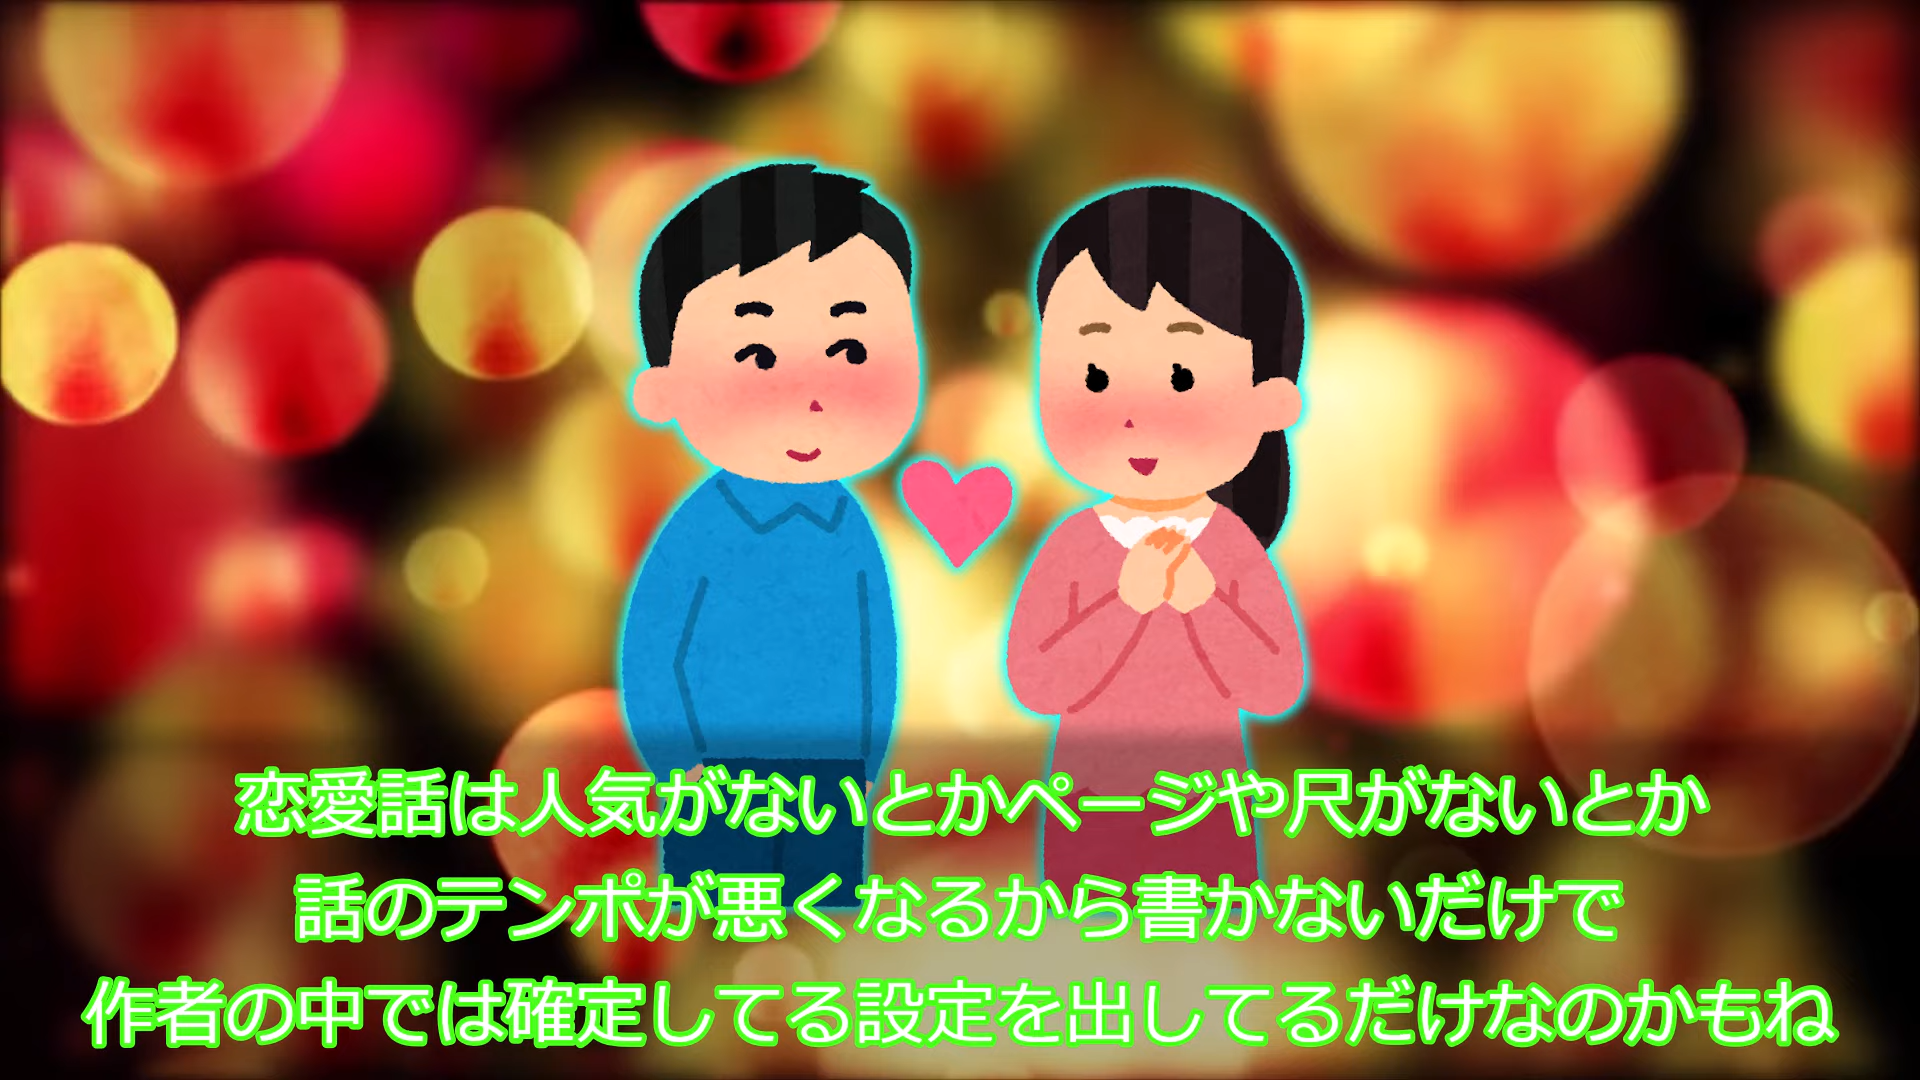 恋愛話は人気がないとかページや尺がないとか
話のテンポが悪くなるから書かないだけで
作者の中では確定してる設定を出してるだけなのかもね